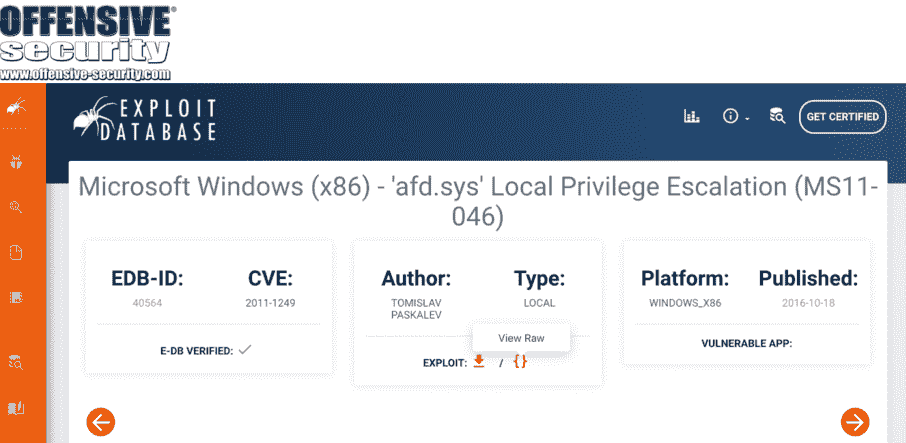 OFFENSIVE®
security
www.offensive-security.com
EXPLOIT
DATABASE
GET CERTIFIED
Microsoft Windows (x86) - 'afd.sys' Local Privilege Escalation (MS11-
046)
EDB-ID:
40564
CVE:
2011-1249
E-DB VERIFIED:
Author:
TOMISLAV
PASKALEV
Type:
LOCAL
View Raw
EXPLOIT: / {}
Platform:
WINDOWS_X86
Published:
2016-10-18
VULNERABLE APP: